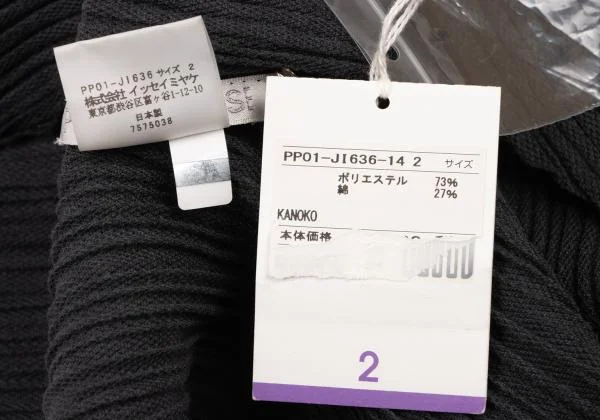 PP01-JI636 サイズ 2
株式会社 イッセイミヤケ
東京都渋谷区富ヶ谷1-12-10
日本製
7575038
PP01-JI636-14 2 サイズ
ポリエステル 73%
綿 27%
KANOKO
本体価格
2